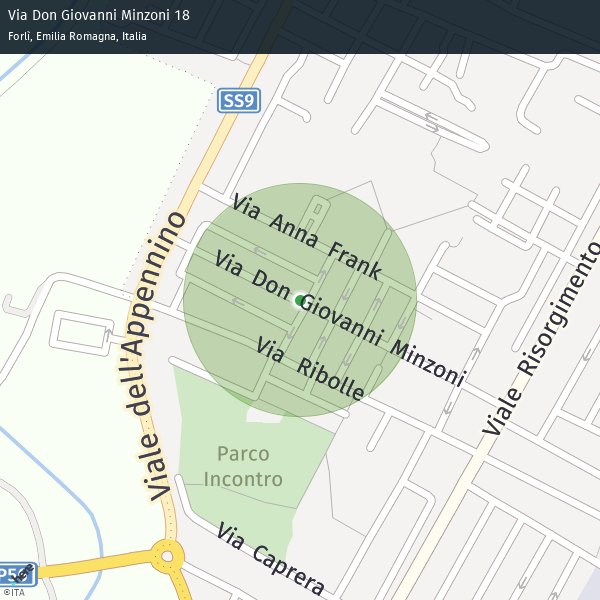 Via Don Giovanni Minzoni 18
Forlì, Emilia Romagna, Italia
SS9
Via Anna Frank
Via Don Giovanni Minzoni
Via Ribolle
Viale dell'Appennino
Viale Risorgimento
Parco
Incontro
Via Caprera
©ITA